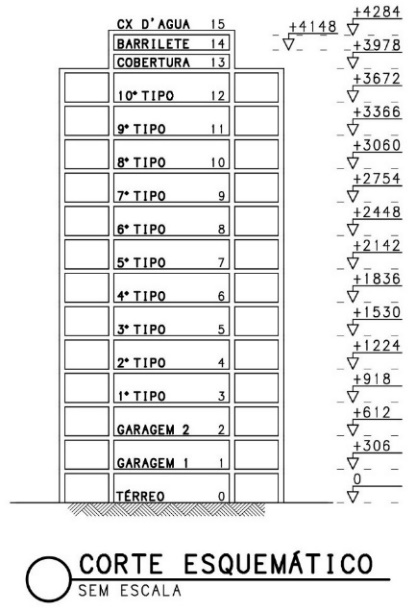 CX D'AGUA 15 +4284
BARRILETE 14 +4148
COBERTURA 13 +3978
10° TIPO 12 +3672
9° TIPO 11 +3366
8° TIPO 10 +3060
7° TIPO 9 +2754
6° TIPO 8 +2448
5° TIPO 7 +2142
4° TIPO 6 +1836
3° TIPO 5 +1530
2° TIPO 4 +1224
1° TIPO 3 +918
GARAGEM 2 2 +612
GARAGEM 1 1 +306
TÉRREO 0 0
CORTE ESQUEMÁTICO
SEM ESCALA